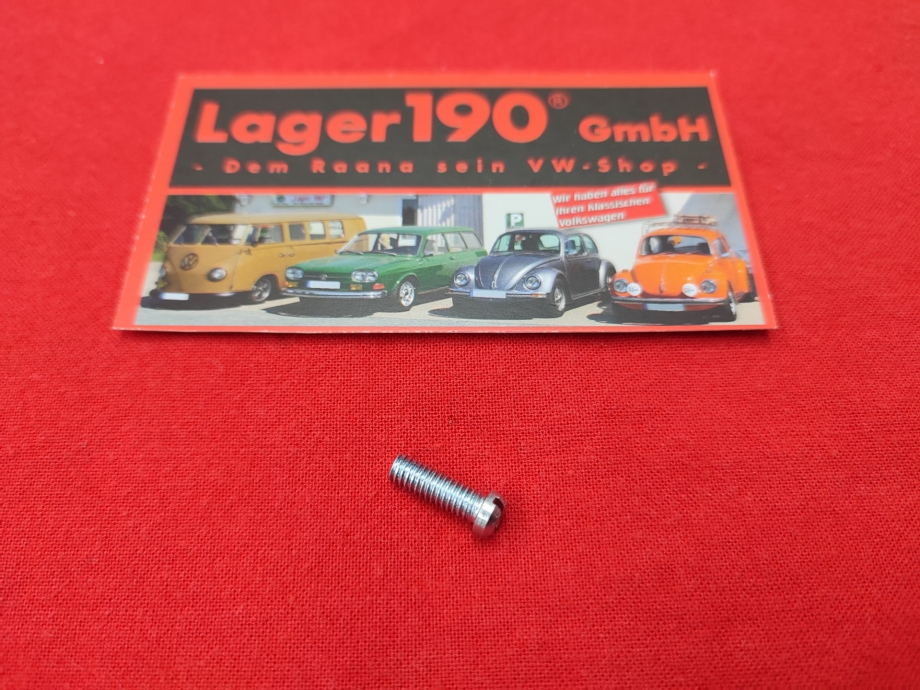 Lager190® GmbH
- Dem Raana sein VW-Shop -
Wir haben alles für
Ihren klassischen
Volkswagen
P